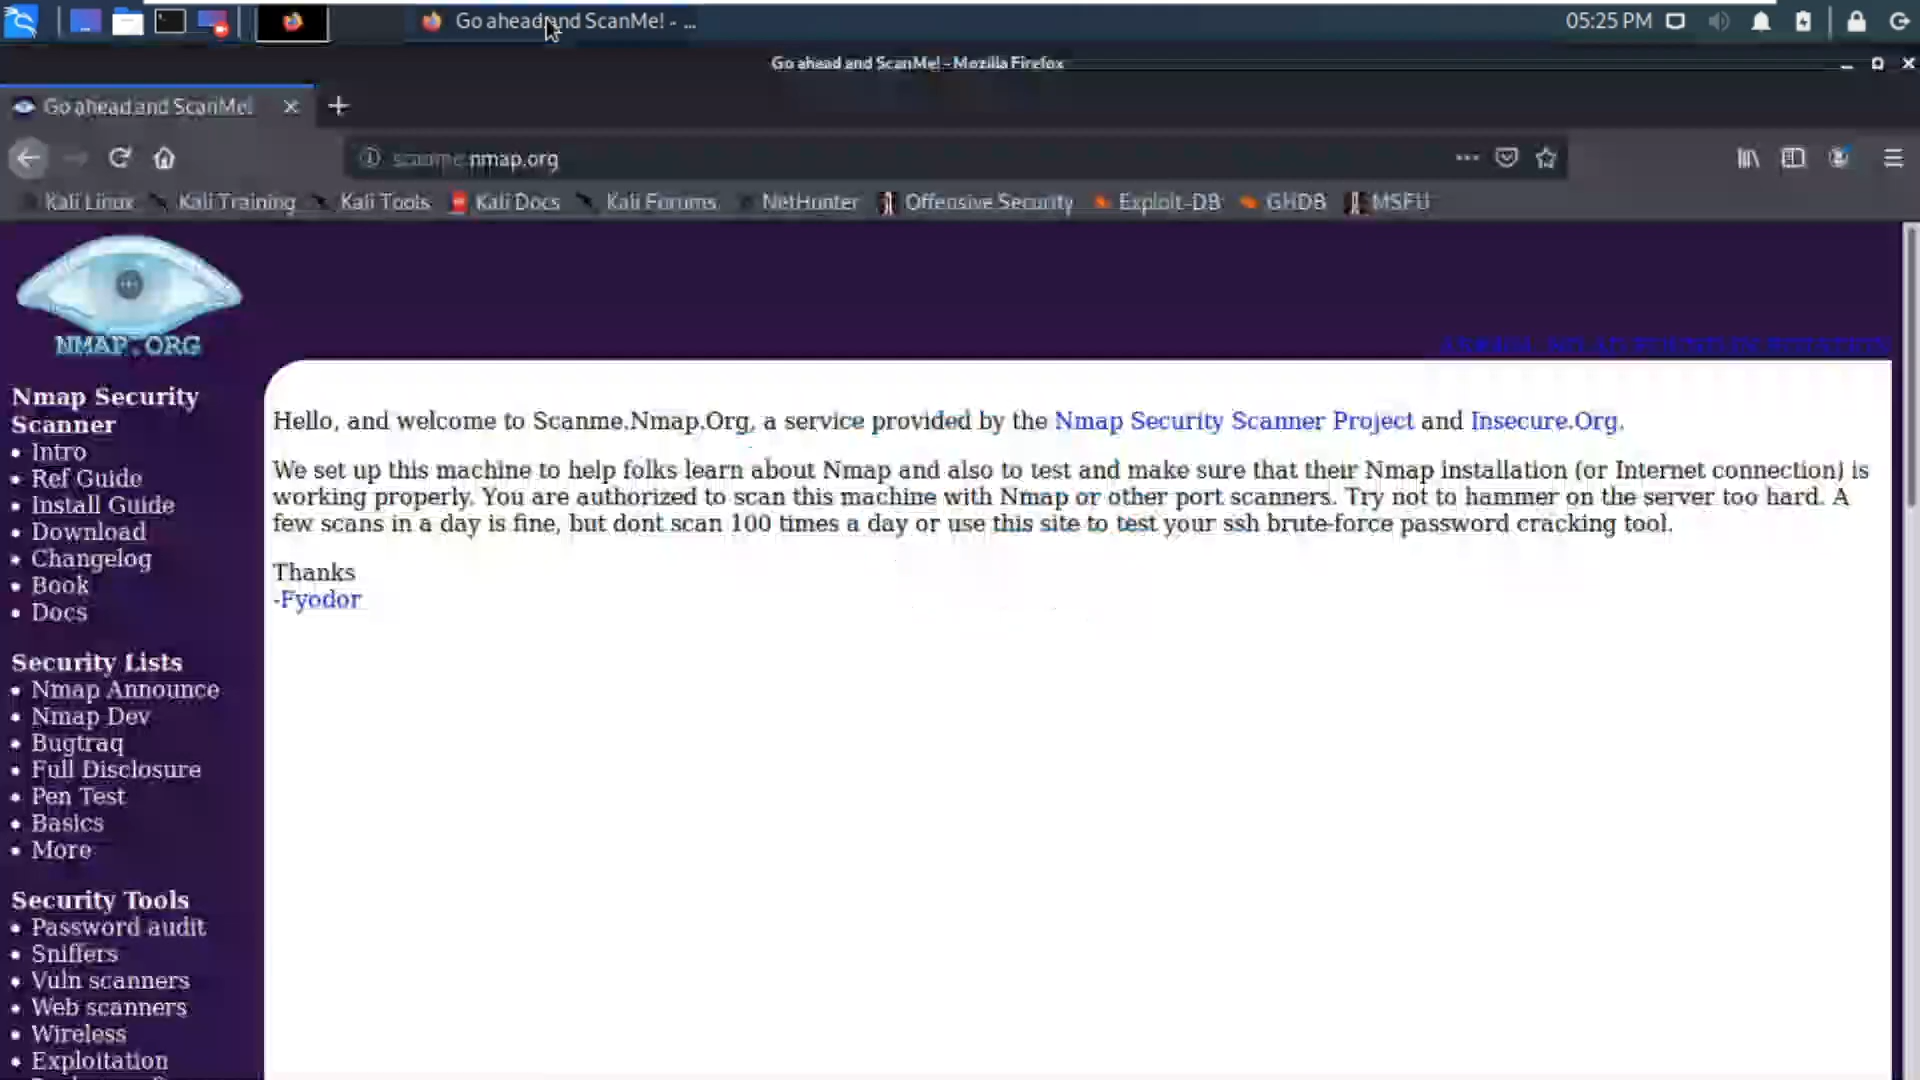 Go ahead and ScanMe! - ...
05:25 PM
Go ahead and ScanMe! - Mozilla Firefox
Go ahead and ScanMe!
scanme.nmap.org
Kali Linux
Kali Training
Kali Tools
Kali Docs
Kali Forums
NetHunter
Offensive Security
Exploit-DB
GHDB
MSFU
NMAP.ORG
Nmap Security
Scanner
Intro
Ref Guide
Install Guide
Download
Changelog
Book
Docs
Security Lists
Nmap Announce
Nmap Dev
Bugtraq
Full Disclosure
Pen Test
Basics
More
Security Tools
Password audit
Sniffers
Vuln scanners
Web scanners
Wireless
Exploitation
Hello, and welcome to Scanme.Nmap.Org, a service provided by the Nmap Security Scanner Project and Insecure.Org.
We set up this machine to help folks learn about Nmap and also to test and make sure that their Nmap installation (or Internet connection) is
working properly. You are authorized to scan this machine with Nmap or other port scanners. Try not to hammer on the server too hard. A
few scans in a day is fine, but dont scan 100 times a day or use this site to test your ssh brute-force password cracking tool.
Thanks
-Fyodor